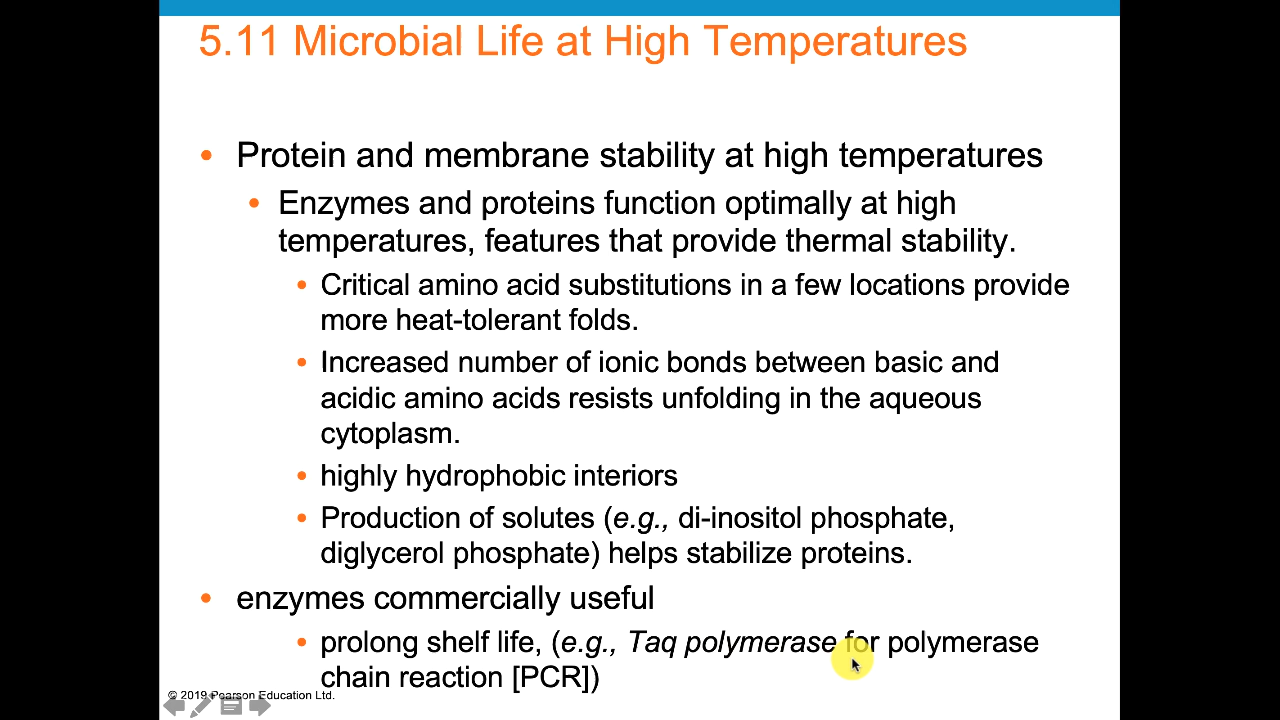 5.11 Microbial Life at High Temperatures
• Protein and membrane stability at high temperatures
• Enzymes and proteins function optimally at high
temperatures, features that provide thermal stability.
• Critical amino acid substitutions in a few locations provide
more heat-tolerant folds.
• Increased number of ionic bonds between basic and
acidic amino acids resists unfolding in the aqueous
cytoplasm.
• highly hydrophobic interiors
• Production of solutes (e.g., di-inositol phosphate,
diglycerol phosphate) helps stabilize proteins.
• enzymes commercially useful
• prolong shelf life, (e.g., Taq polymerase for polymerase
chain reaction [PCR])
© 2019 Pearson Education Ltd.